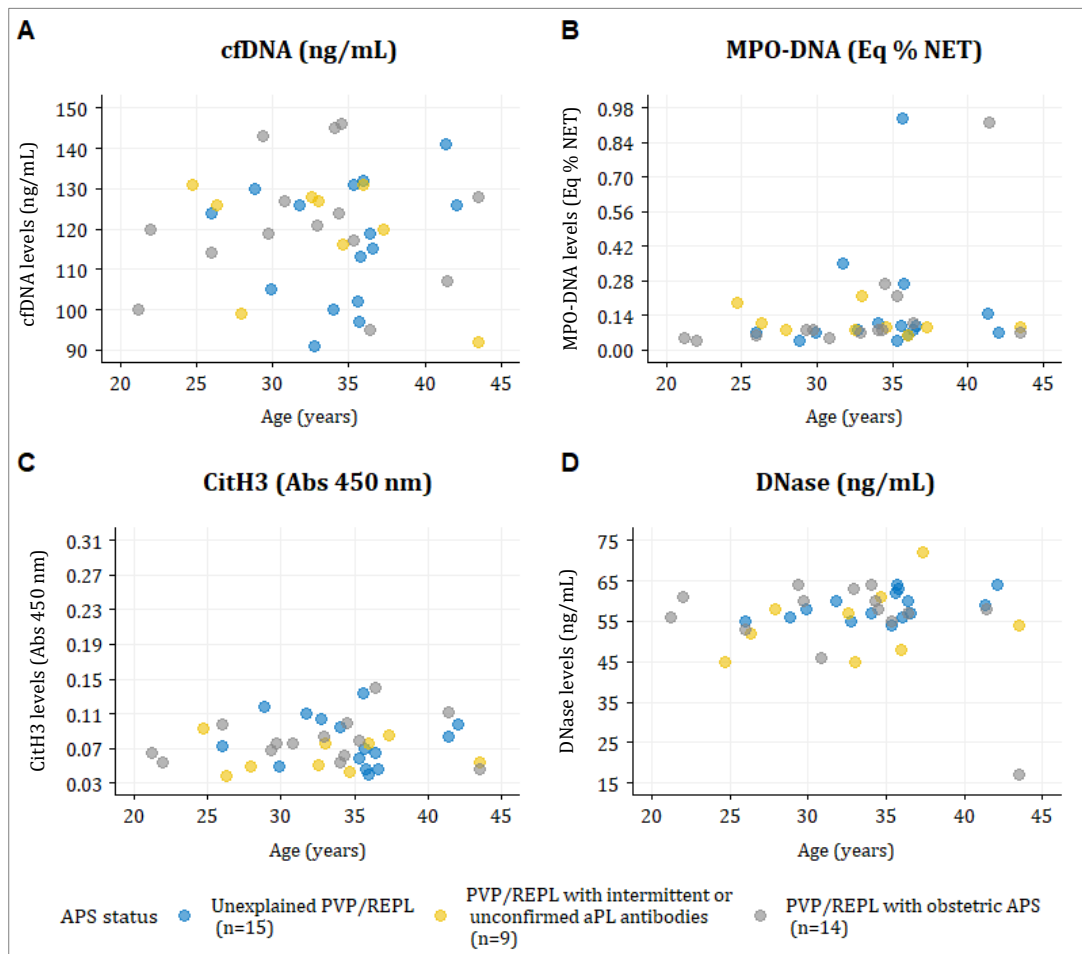 A
cfDNA (ng/mL)
cfDNA levels (ng/mL)
150
140
130
120
110
100
90
20 25 30 35 40 45
Age (years)
B
MPO-DNA (Eq % NET)
MPO-DNA levels (Eq % NET)
0.98
0.84
0.70
0.56
0.42
0.28
0.14
0.00
20 25 30 35 40 45
Age (years)
C
CitH3 (Abs 450 nm)
CitH3 levels (Abs 450 nm)
0.31
0.27
0.23
0.19
0.15
0.11
0.07
0.03
20 25 30 35 40 45
Age (years)
D
DNase (ng/mL)
DNase levels (ng/mL)
75
65
55
45
35
25
15
20 25 30 35 40 45
Age (years)
APS status
Unexplained PVP/REPL
(n=15)
PVP/REPL with intermittent or
unconfirmed aPL antibodies
(n=9)
PVP/REPL with obstetric APS
(n=14)